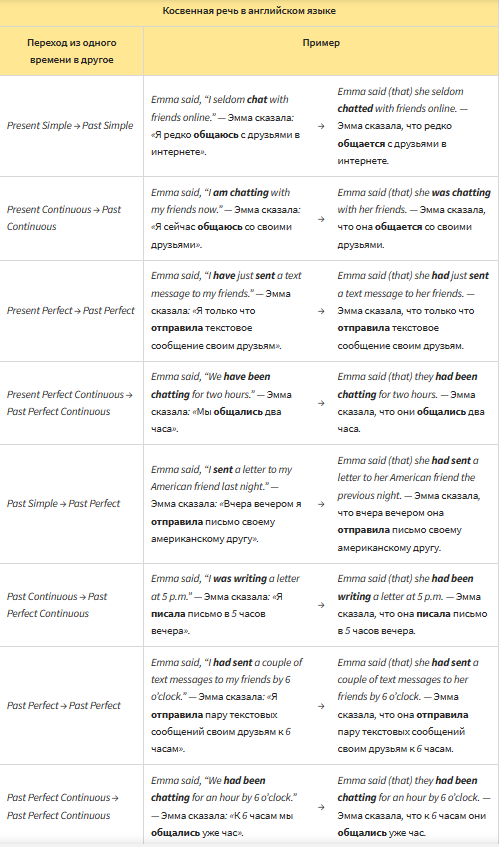 Косвенная речь в английском языке
Переход из одного
времени в другое
Пример
Present Simple → Past Simple
Emma said, “I seldom chat with
friends online.” — Эмма сказала:
«Я редко общаюсь с друзьями в
интернете».
→
Emma said (that) she seldom
chatted with friends online. —
Эмма сказала, что редко
общается с друзьями в
интернете.
Present Continuous → Past
Continuous
Emma said, “I am chatting with
my friends now.” — Эмма сказала:
«Я сейчас общаюсь со своими
друзьями».
→
Emma said (that) she was chatting
with her friends. — Эмма сказала,
что она общается со своими
друзьями.
Present Perfect → Past Perfect
Emma said, “I have just sent a text
message to my friends.” — Эмма
сказала: «Я только что
отправила текстовое
сообщение своим друзьям».
→
Emma said (that) she had just sent
a text message to her friends. —
Эмма сказала, что только что
отправила текстовое
сообщение своим друзьям.
Present Perfect Continuous →
Past Perfect Continuous
Emma said, “We have been
chatting for two hours.” — Эмма
сказала: «Мы общались два
часа».
→
Emma said (that) they had been
chatting for two hours. — Эмма
сказала, что они общались два
часа.
Past Simple → Past Perfect
Emma said, “I sent a letter to my
American friend last night.” —
Эмма сказала: «Вчера вечером я
отправила письмо своему
американскому другу».
→
Emma said (that) she had sent a
letter to her American friend the
previous night. — Эмма сказала,
что вчера вечером она
отправила письмо своему
американскому другу.
Past Continuous → Past
Perfect Continuous
Emma said, “I was writing a letter
at 5 p.m.” — Эмма сказала: «Я
писала письмо в 5 часов
вечера».
→
Emma said (that) she had been
writing a letter at 5 p.m. — Эмма
сказала, что она писала письмо
в 5 часов вечера.
Past Perfect → Past Perfect
Emma said, “I had sent a couple of
text messages to my friends by 6
o’clock.” — Эмма сказала: «Я
отправила пару текстовых
сообщений своим друзьям к 6
часам».
→
Emma said (that) she had sent a
couple of text messages to her
friends by 6 o’clock. — Эмма
сказала, что она отправила
пару текстовых сообщений
своим друзьям к 6 часам.
Past Perfect Continuous →
Past Perfect Continuous
Emma said, “We had been
chatting for an hour by 6 o’clock.”
— Эмма сказала: «К 6 часам мы
общались уже час».
→
Emma said (that) they had been
chatting for an hour by 6 o’clock. —
Эмма сказала, что к 6 часам они
общались уже час.